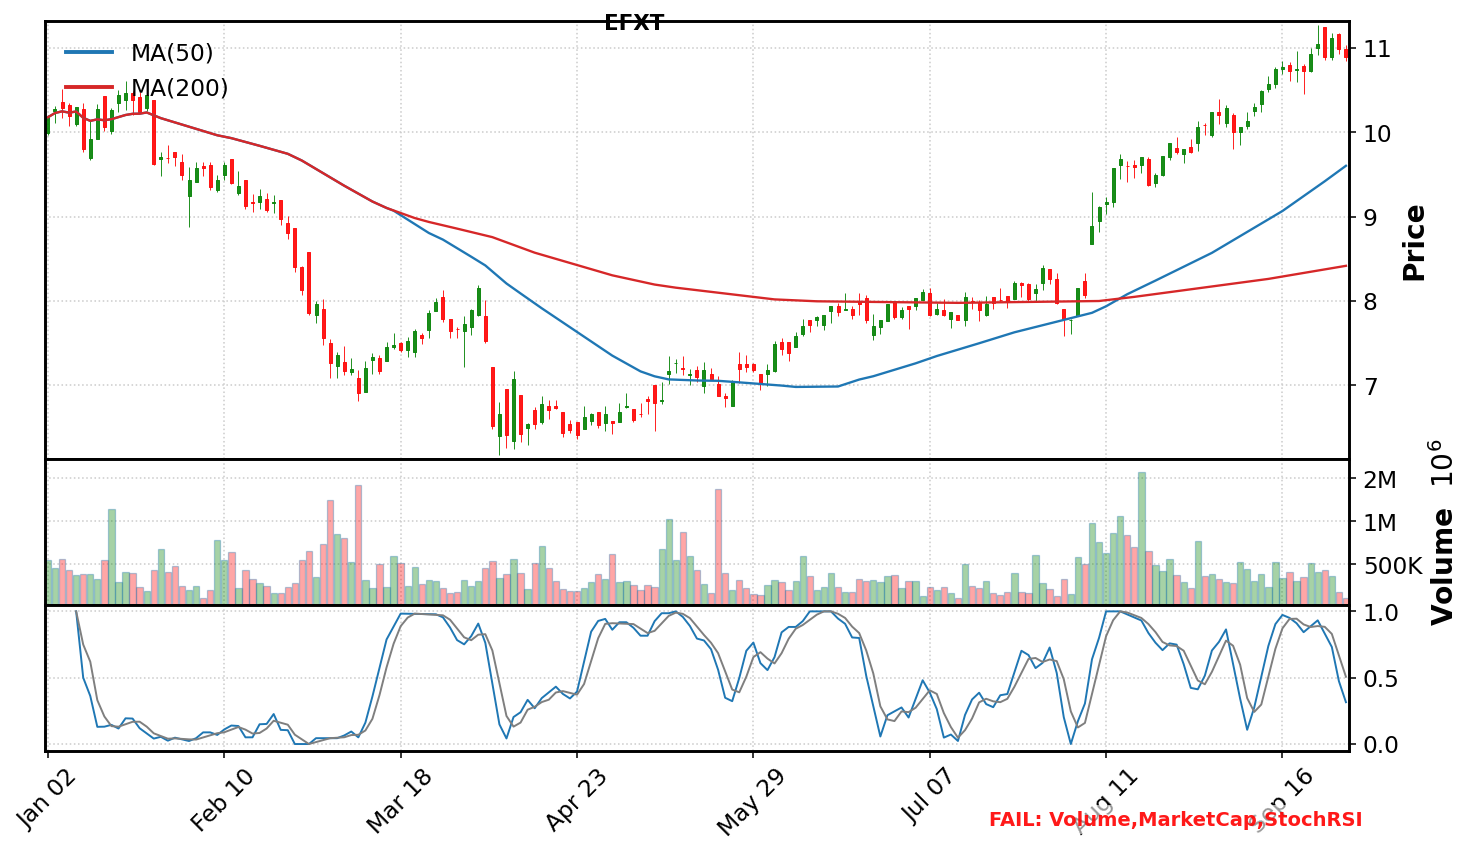 EFXT
MA(50)
MA(200)
11
10
9
8
7
Price
2M
1M
500K
Volume 10^6
1.0
0.5
0.0
Jan 02
Feb 10
Mar 18
Apr 23
May 29
Jul 07
Aug 11
Sep 16
FAIL: Volume,MarketCap,StochRSI